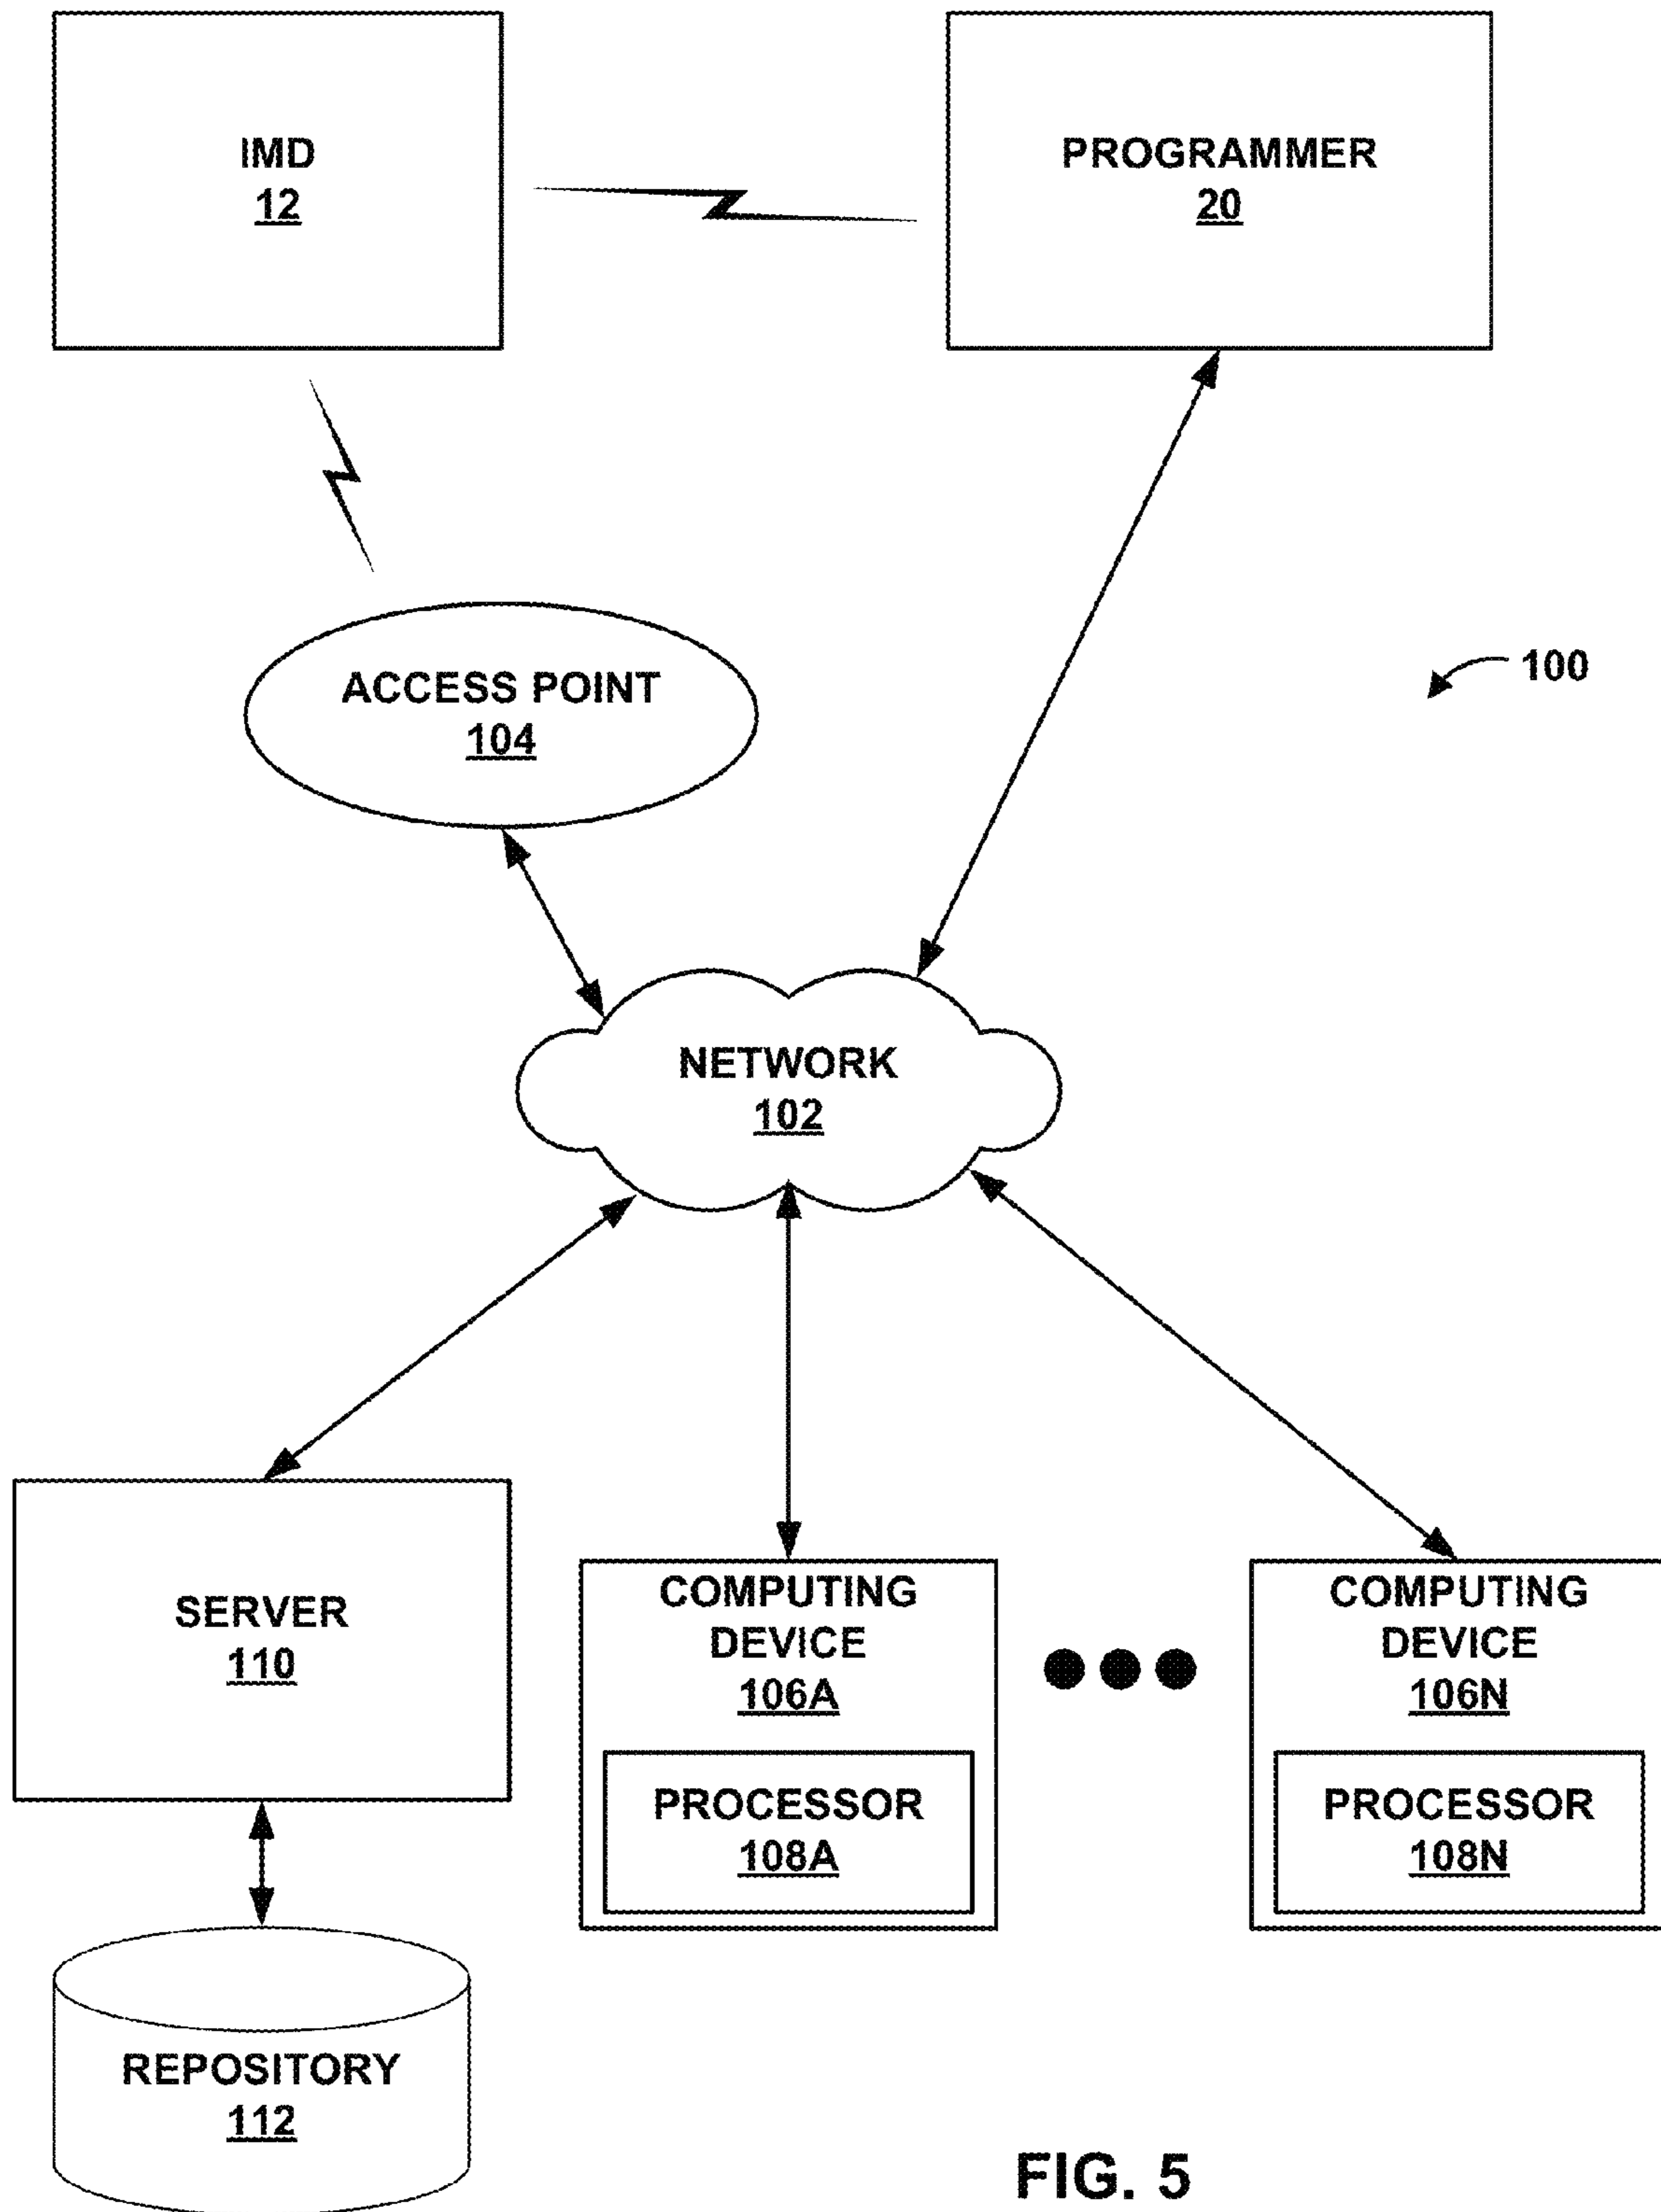 IMD
12
PROGRAMMER
20
ACCESS POINT
104
100
NETWORK
102
SERVER
110
COMPUTING
DEVICE
106A
PROCESSOR
108A
COMPUTING
DEVICE
106N
PROCESSOR
108N
REPOSITORY
112
FIG. 5